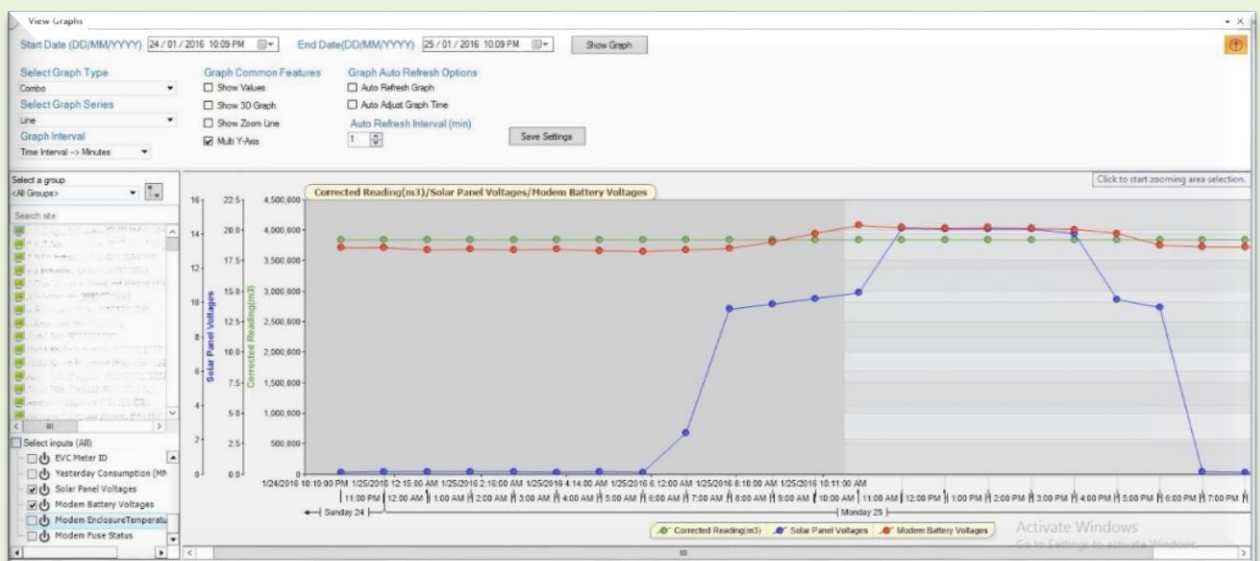 View Graphs
Start Date (DD/MM/YYYY) 24 / 01 / 2016 10:09 PM End Date(DD/MM/YYYY) 25 / 01 / 2016 10:09 PM Show Graph
Select Graph Type Graph Common Features Graph Auto Refresh Options
Combo Show Values Auto Refresh Graph
Select Graph Series Show 3D Graph Auto Adjust Graph Time
Line Show Zoom Line Auto Refresh Interval (min)
Graph Interval Multi Y-Axis 1 Save Settings
Time Interval --> Minutes
Select a group
<All Groups>
Search site
Click to start zooming area selection.
Corrected Reading(m3)/Solar Panel Voltages/Modem Battery Voltages
16 22.5 4,500,000
14 20.0 4,000,000
17.5 3,500,000
12
15.0 3,000,000
10
12.5 2,500,000
8
10.0 2,000,000
6
7.5 1,500,000
4
5.0 1,000,000
2 2.5 500,000
0 0.0 0
Solar Panel Voltages
Corrected Reading(m3)
Select inputs (All)
EVC Meter ID
Yesterday Consumption
Solar Panel Voltages
Modem Battery Voltages
Modem EnclosureTemperatu
Modem Fuse Status
1/25/2016 12:15:00 AM 1/25/2016 2:16:00 AM 1/25/2016 4:14:00 AM 1/25/2016 6:12:00 AM 1/25/2016 8:10:00 AM 1/25/2016 10:11:00 AM
11:00 PM 12:00 AM 1:00 AM 2:00 AM 3:00 AM 4:00 AM 5:00 AM 6:00 AM 7:00 AM 8:00 AM 9:00 AM 10:00 AM 11:00 AM 12:00 PM 1:00 PM 2:00 PM 3:00 PM 4:00 PM 5:00 PM 6:00 PM 7:00 PM
Sunday 24 Monday 25
Corrected Reading(m3) Solar Panel Voltages Modem Battery Voltages
Activate Windows
Go to Settings to activate Windows.